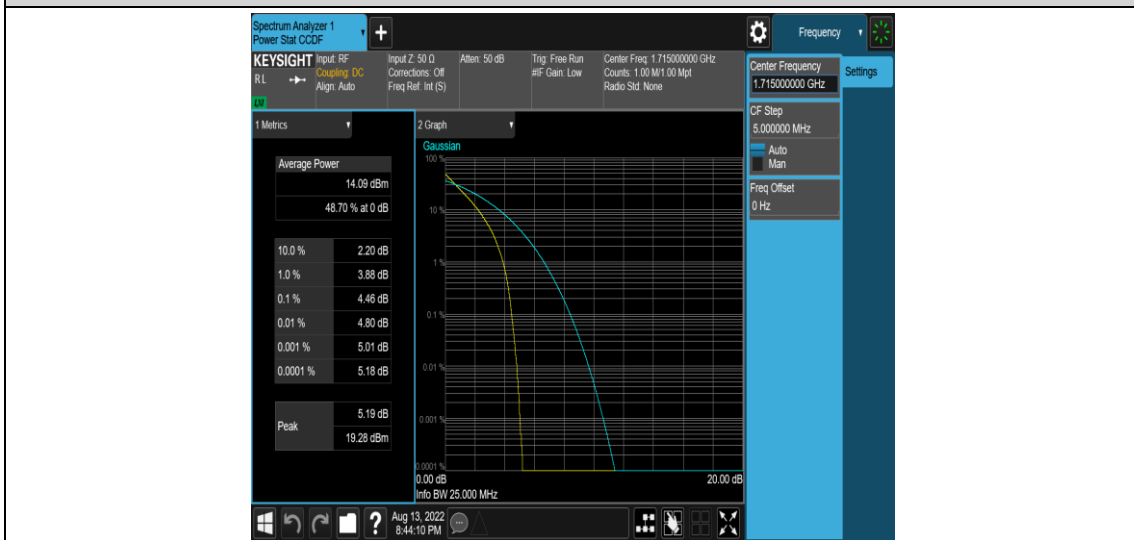 Spectrum Analyzer 1
Power Stat CCDF
+
Frequency
KEYSIGHT
RL
Input: RF
Coupling: DC
Align: Auto
Input Z: 50 Ω
Corrections: Off
Freq Ref: Int (S)
Atten: 50 dB
Trig: Free Run
#IF Gain: Low
Center Freq: 1.715000000 GHz
Counts: 1.00 M/1.00 Mpt
Radio Std: None
Center Frequency
1.715000000 GHz
Settings
CF Step
5.000000 MHz
Auto
Man
Freq Offset
0 Hz
1 Metrics
Average Power
14.09 dBm
48.70 % at 0 dB
10.0 % 2.20 dB
1.0 % 3.88 dB
0.1 % 4.46 dB
0.01 % 4.80 dB
0.001 % 5.01 dB
0.0001 % 5.18 dB
Peak
5.19 dB
19.28 dBm
2 Graph
Gaussian
100 %
10 %
1 %
0.1 %
0.01 %
0.001 %
0.0001 %
0.00 dB 20.00 dB
Info BW 25.000 MHz
?
Aug 13, 2022
8:44:10 PM